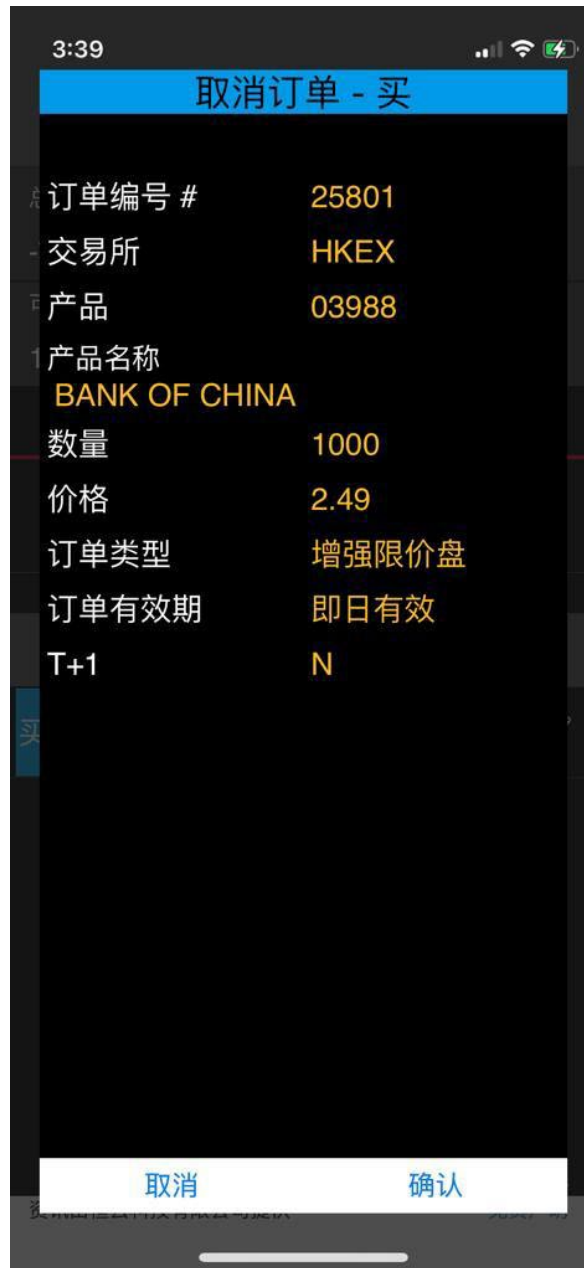 3:39
取消订单 - 买
订单编号 # 25801
交易所 HKEX
产品 03988
产品名称
BANK OF CHINA
数量 1000
价格 2.49
订单类型 增强限价盘
订单有效期 即日有效
T+1 N
买
取消 确认